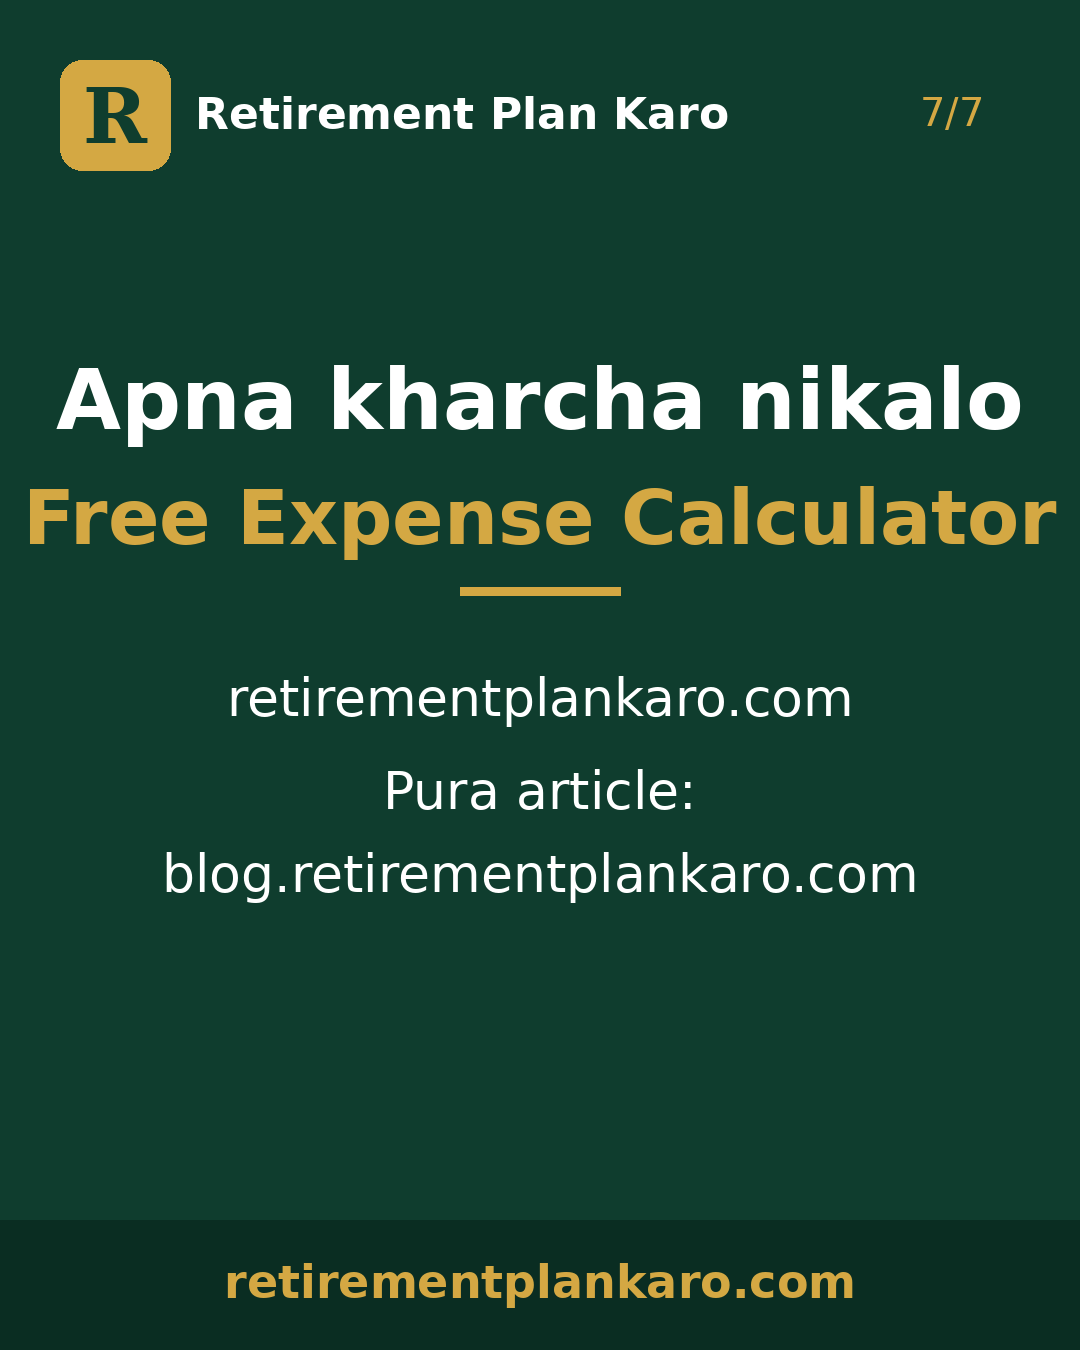 R
Retirement Plan Karo
7/7
Apna kharcha nikalo
Free Expense Calculator
retirementplankaro.com
Pura article:
blog.retirementplankaro.com
retirementplankaro.com